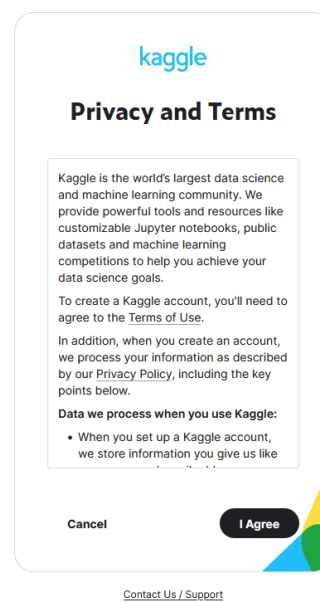 kaggle
Privacy and Terms
Kaggle is the world's largest data science
and machine learning community. We
provide powerful tools and resources like
customizable Jupyter notebooks, public
datasets and machine learning
competitions to help you achieve your
data science goals.
To create a Kaggle account, you'll need to
agree to the Terms of Use.
In addition, when you create an account,
we process your information as described
by our Privacy Policy, including the key
points below.
Data we process when you use Kaggle:
• When you set up a Kaggle account,
we store information you give us like
Cancel
I Agree
Contact Us / Support